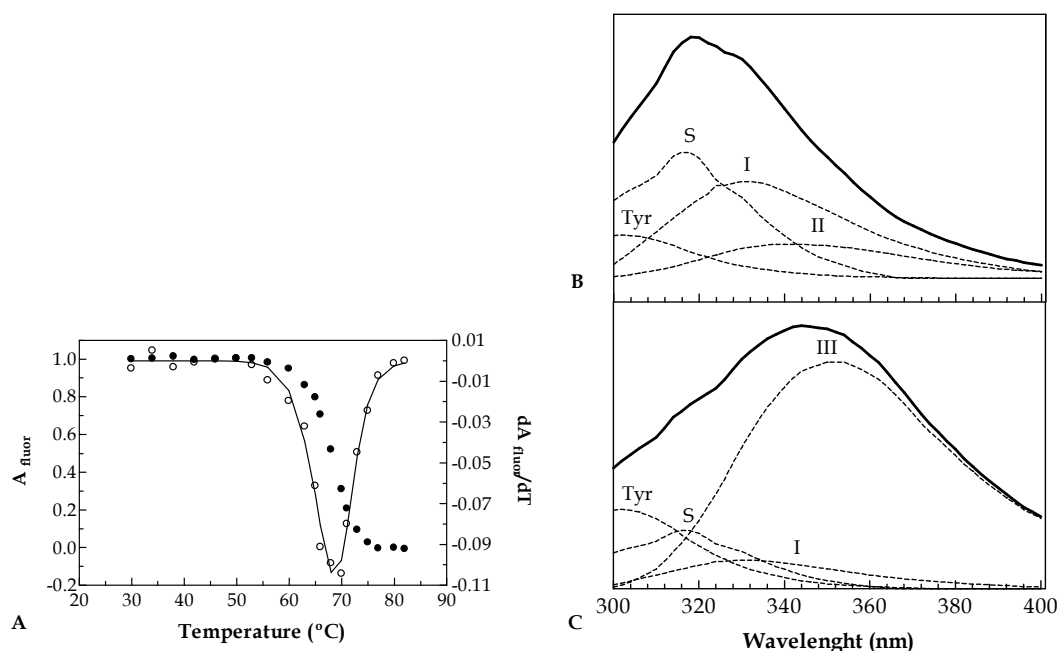 S
I
Tyr
II
B
1.0
0.8
0.6
0.4
0.2
0.0
-0.2
A fluor
0.01
-0.01
-0.03
-0.05
-0.07
-0.09
-0.11
dA fluor/dT
20 30 40 50 60 70 80 90
A
Temperature (ºC)
III
Tyr
S
I
C
300 320 340 360 380 400
Wavelenght (nm)